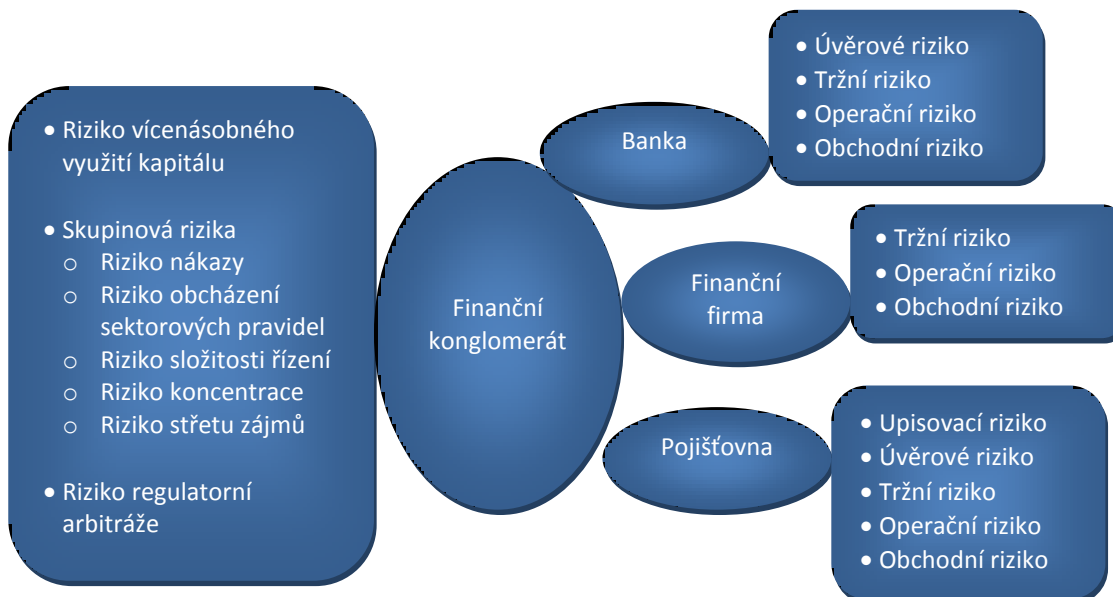 • Riziko vícenásobného
využití kapitálu
• Skupinová rizika
o Riziko nákazy
o Riziko obcházení
sektorových pravidel
o Riziko složitosti řízení
o Riziko koncentrace
o Riziko střetu zájmů
• Riziko regulatorní
arbitráže
Finanční
konglomerát
Banka
• Úvěrové riziko
• Tržní riziko
• Operační riziko
• Obchodní riziko
Finanční
firma
• Tržní riziko
• Operační riziko
• Obchodní riziko
Pojišťovna
• Upisovací riziko
• Úvěrové riziko
• Tržní riziko
• Operační riziko
• Obchodní riziko